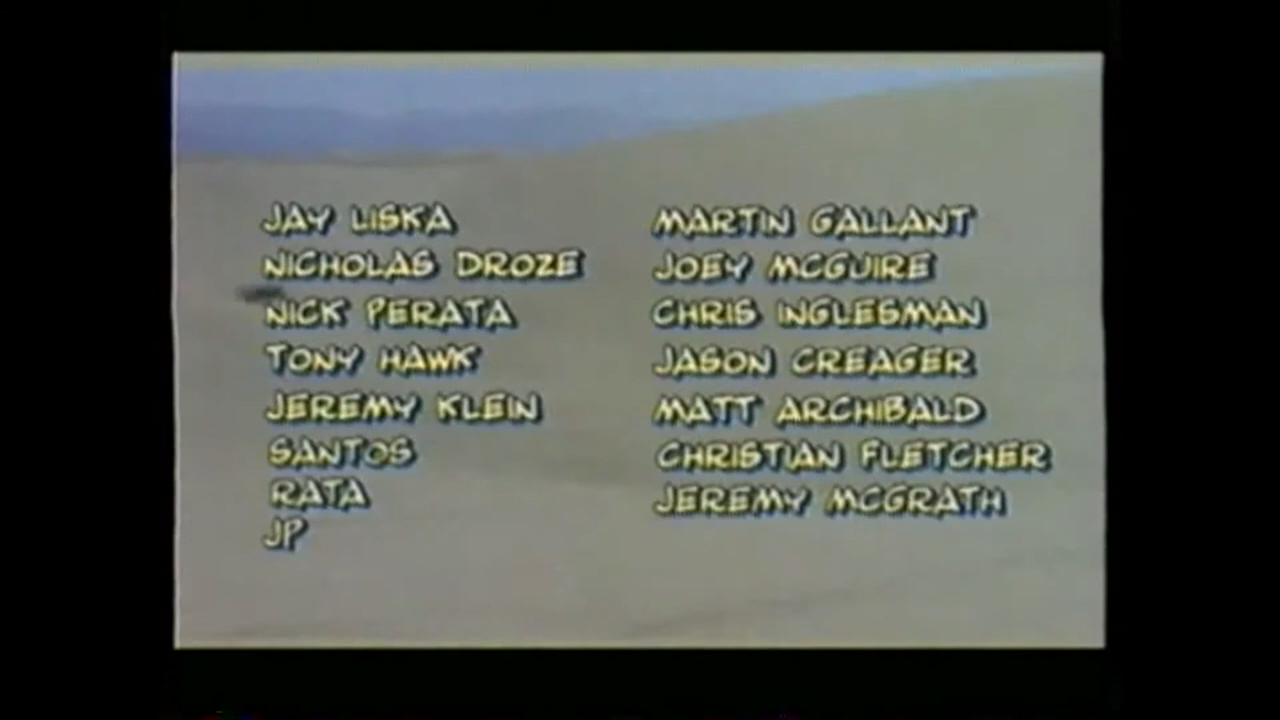 JAY LISKA
NICHOLAS DROZE
NICK PERATA
TONY HAWK
JEREMY KLEIN
SANTOS
RATA
JP
MARTIN GALLANT
JOEY MCGUIRE
CHRIS INGLESMAN
JASON CREAGER
MATT ARCHIBALD
CHRISTIAN FLETCHER
JEREMY MCGRATH